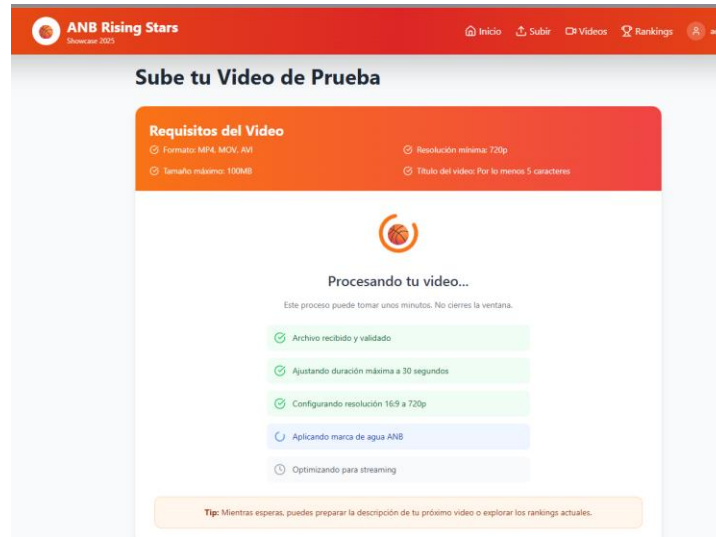 ANB Rising Stars
Showcase 2025
Inicio Subir Videos Rankings
Sube tu Video de Prueba
Requisitos del Video
Formato: MP4, MOV, AVI
Resolución mínima: 720p
Tamaño máximo: 100MB
Título del video: Por lo menos 5 caracteres
Procesando tu video...
Este proceso puede tomar unos minutos. No cierres la ventana.
Archivo recibido y validado
Ajustando duración máxima a 30 segundos
Configurando resolución 16:9 a 720p
Aplicando marca de agua ANB
Optimizando para streaming
Tip: Mientras esperas, puedes preparar la descripción de tu próximo video o explorar los rankings actuales.